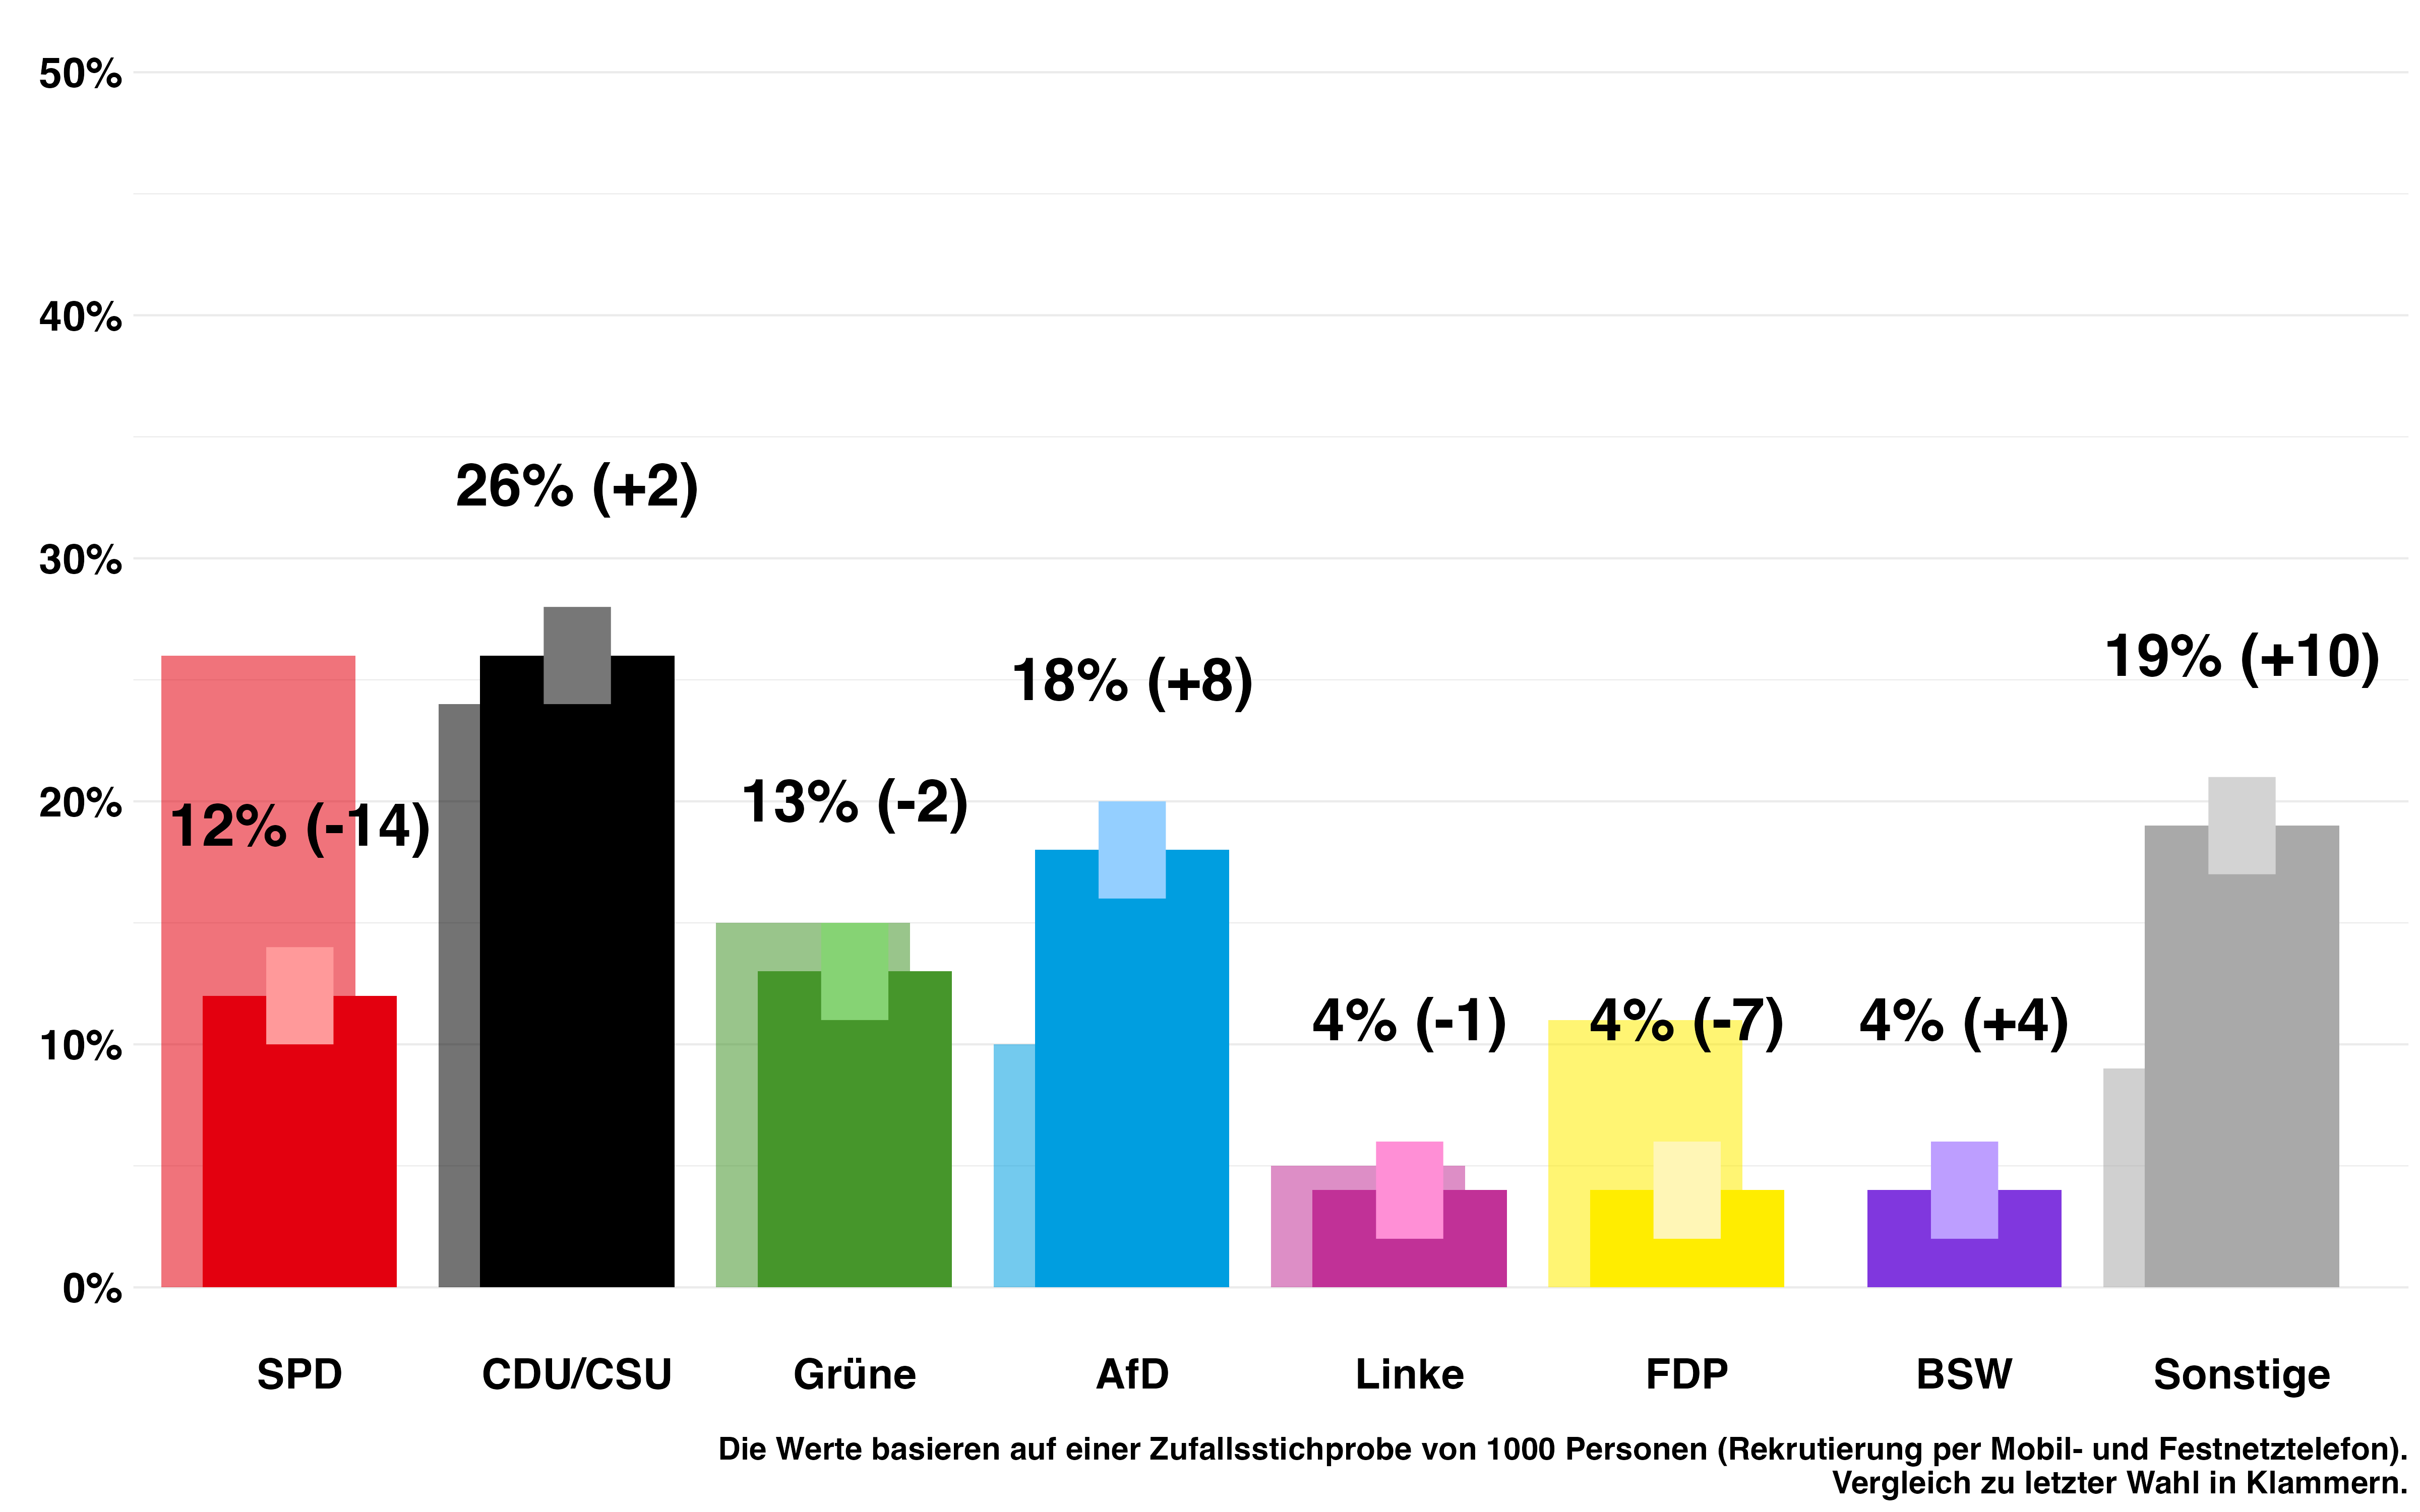 50%
40%
30%
20%
10%
0%
12% (-14)
26% (+2)
13% (-2)
18% (+8)
4% (-1)
4% (-7)
4% (+4)
19% (+10)
SPD
CDU/CSU
Grüne
AfD
Linke
FDP
BSW
Sonstige
Die Werte basieren auf einer Zufallsstichprobe von 1000 Personen (Rekrutierung per Mobil- und Festnetztelefon).
Vergleich zu letzter Wahl in Klammern.